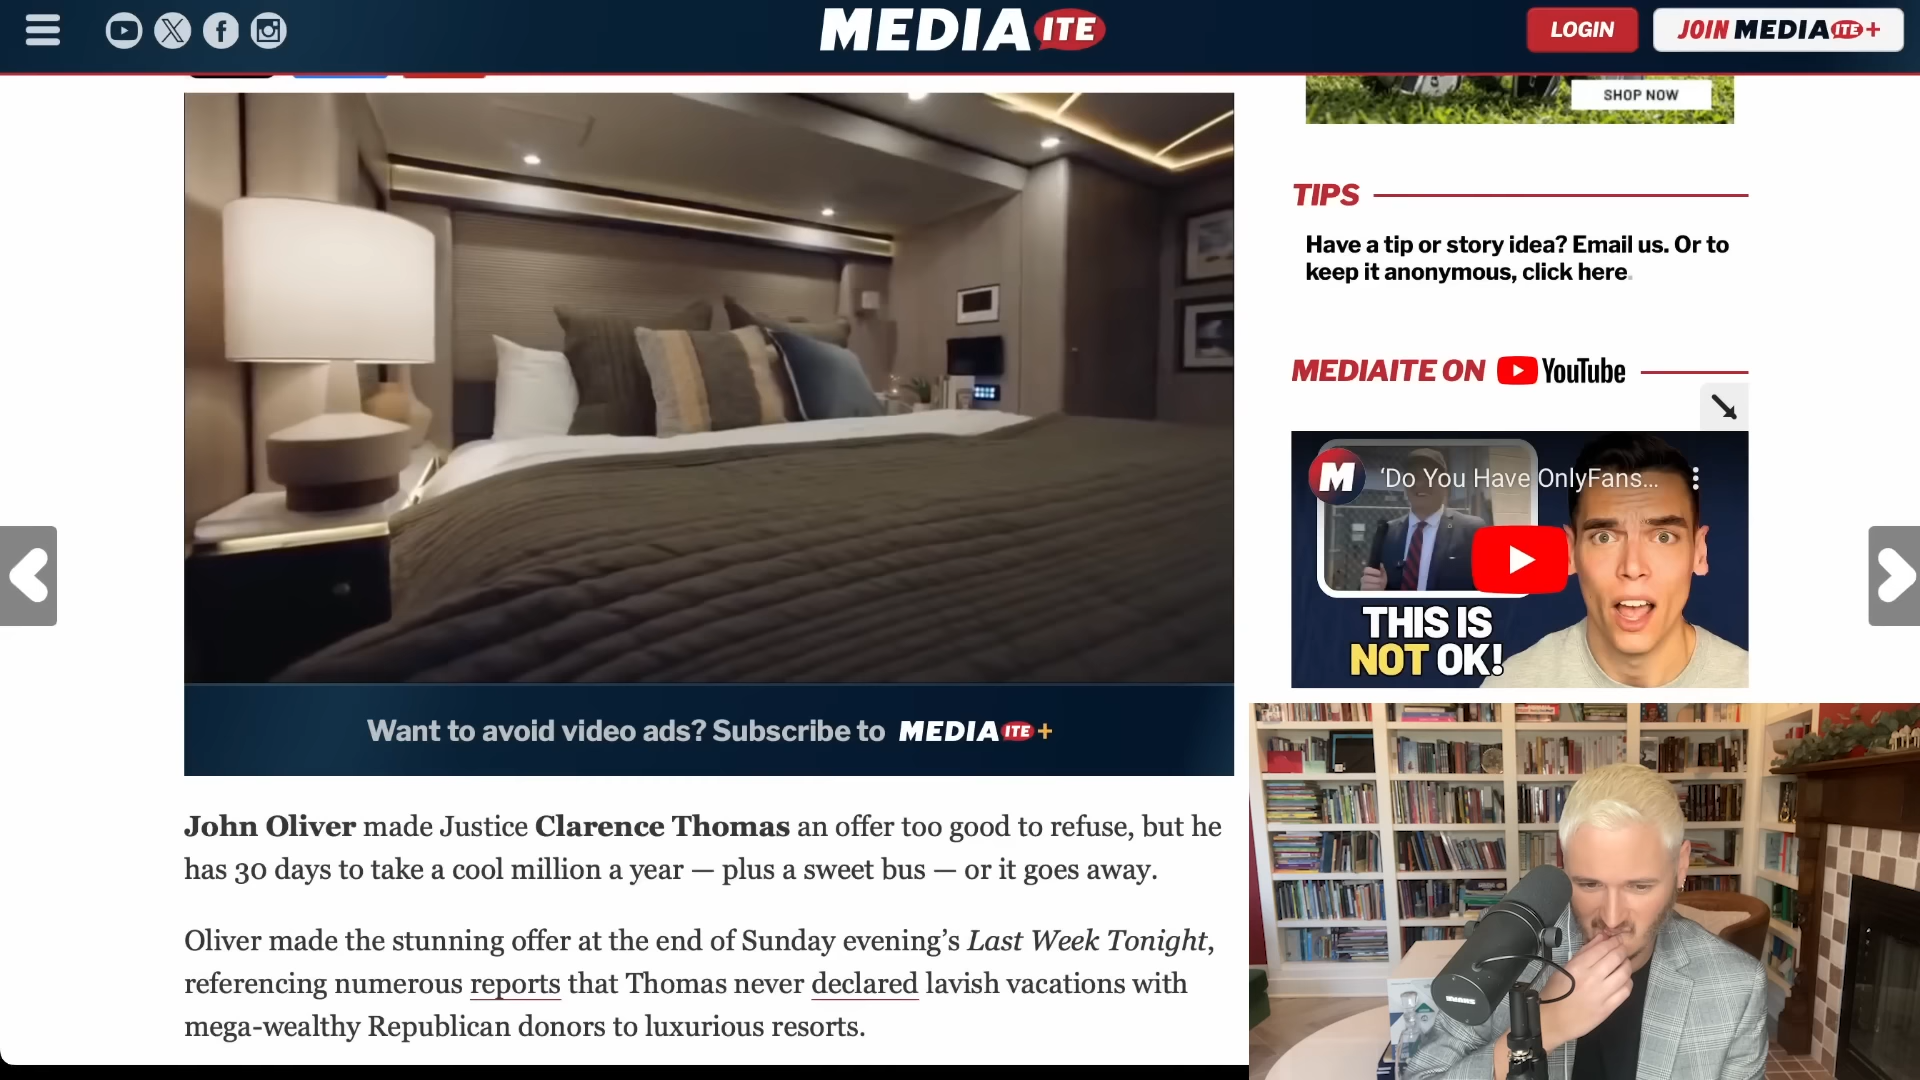 MEDIAITE
LOGIN
JOIN MEDIAITE+
SHOP NOW
TIPS
Have a tip or story idea? Email us. Or to
keep it anonymous, click here.
MEDIAITE ON YouTube
M
‘Do You Have OnlyFans...
THIS IS
NOT OK!
Want to avoid video ads? Subscribe to MEDIAITE+
John Oliver made Justice Clarence Thomas an offer too good to refuse, but he
has 30 days to take a cool million a year — plus a sweet bus — or it goes away.
Oliver made the stunning offer at the end of Sunday evening’s Last Week Tonight,
referencing numerous reports that Thomas never declared lavish vacations with
mega-wealthy Republican donors to luxurious resorts.